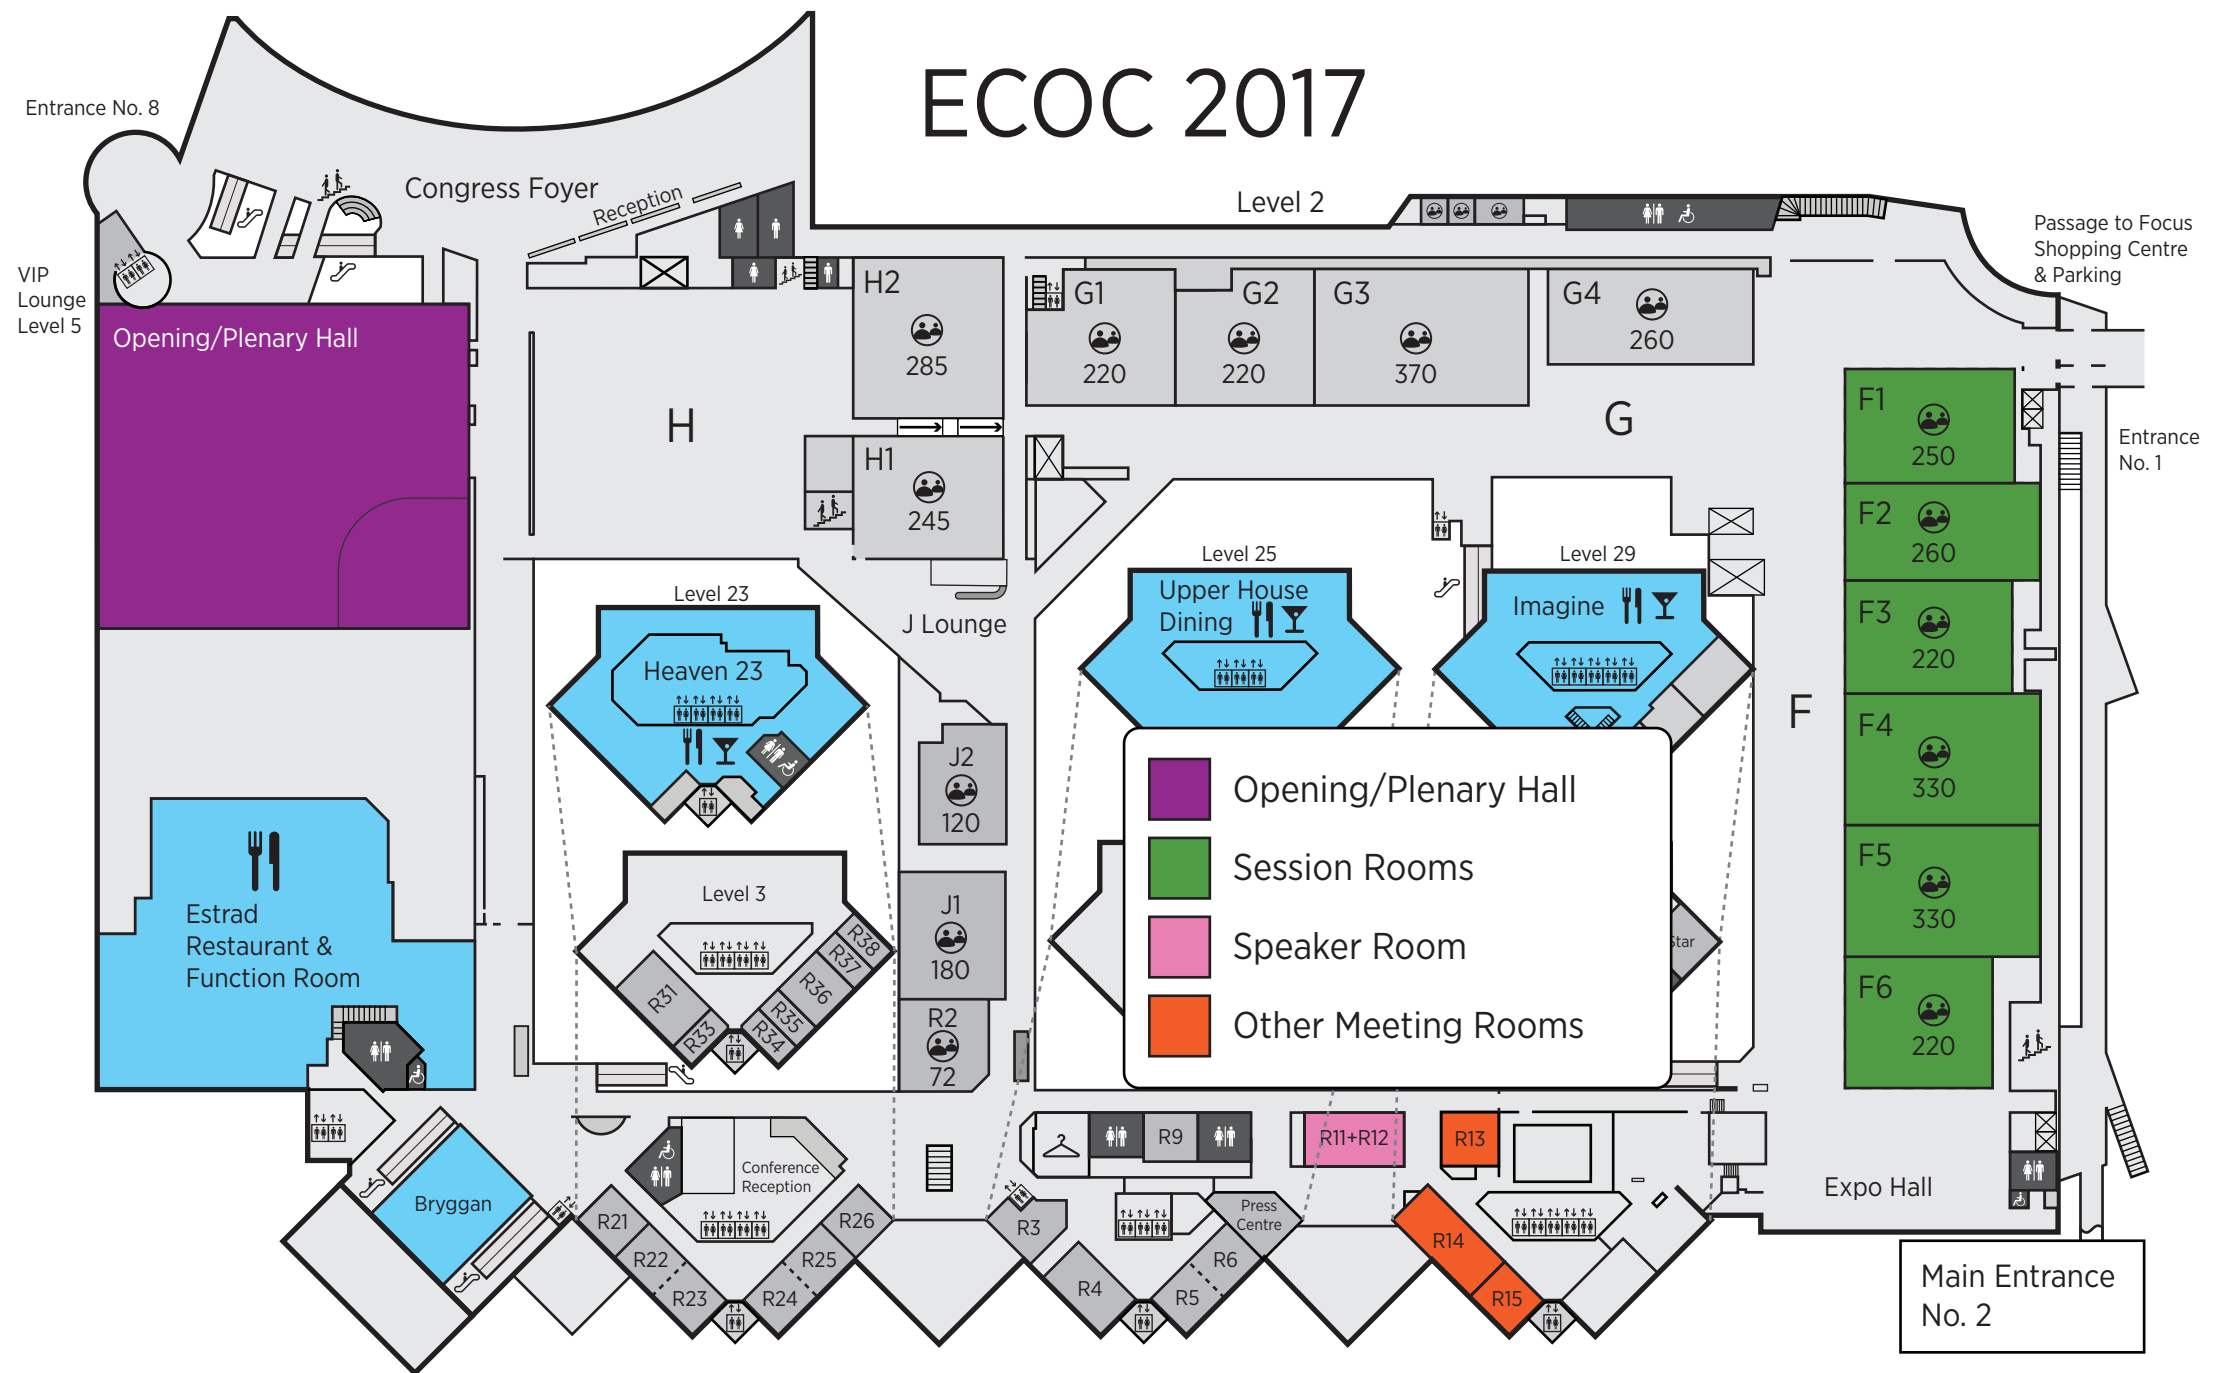 ECOC 2017
Entrance No. 8
Congress Foyer
Reception
Level 2
Passage to Focus
Shopping Centre
& Parking
VIP
Lounge
Level 5
Opening/Plenary Hall
H2
285
G1
220
G2
220
G3
370
G4
260
H
H1
245
G
F1
250
Entrance
No. 1
F2
260
Level 23
Level 25
Level 29
Upper House
Dining
Imagine
J Lounge
F3
220
Heaven 23
F
F4
330
J2
120
Opening/Plenary Hall
Session Rooms
Speaker Room
Other Meeting Rooms
F5
330
Level 3
Estrad
Restaurant &
Function Room
J1
180
Star
R38
R37
R36
R35
R34
R31
R33
R2
72
F6
220
R9
R11+R12
R13
Conference
Reception
Bryggan
R21
R22
R23
R24
R25
R26
R3
R4
R5
R6
Press
Centre
R14
R15
Expo Hall
Main Entrance
No. 2